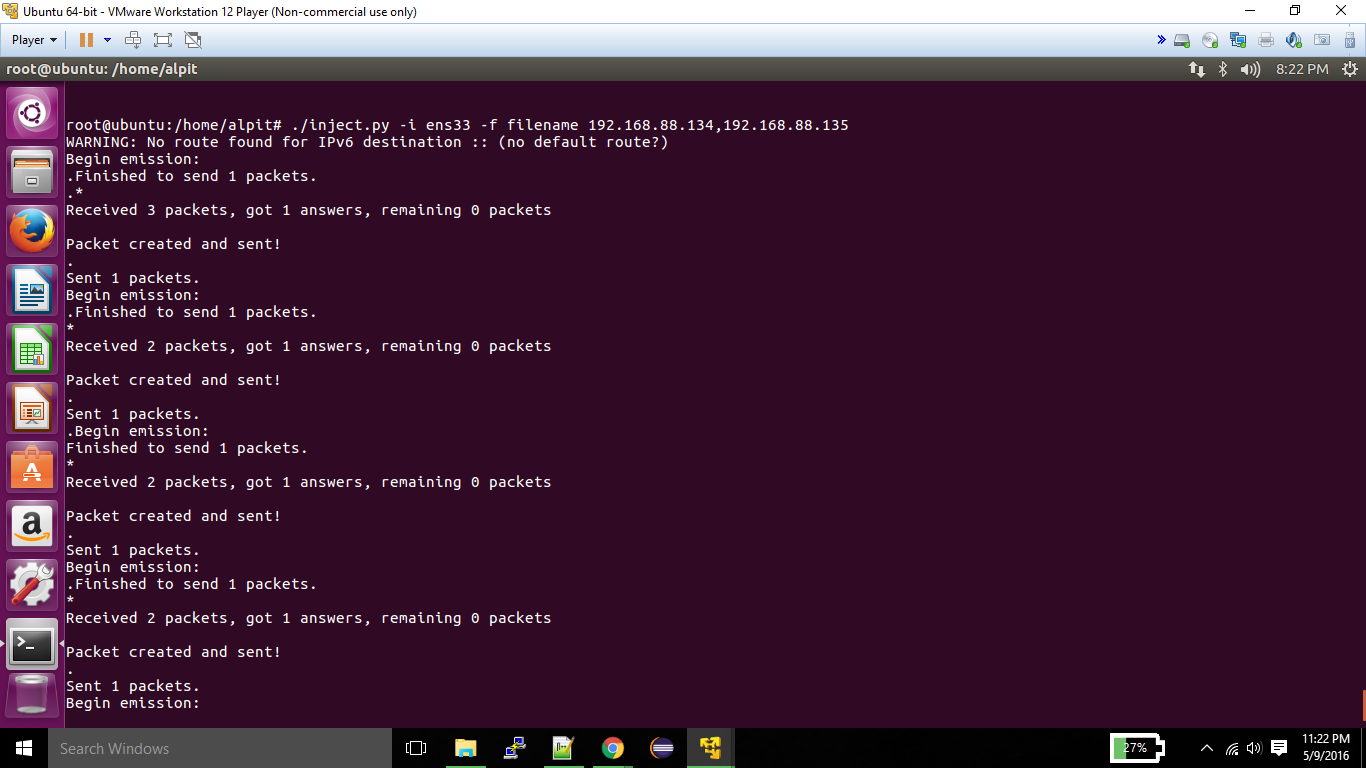 Ubuntu 64-bit - VMware Workstation 12 Player (Non-commercial use only)
Player
root@ubuntu: /home/alpit
8:22 PM
root@ubuntu:/home/alpit# ./inject.py -i ens33 -f filename 192.168.88.134,192.168.88.135
WARNING: No route found for IPv6 destination :: (no default route?)
Begin emission:
.Finished to send 1 packets.
.*
Received 3 packets, got 1 answers, remaining 0 packets
Packet created and sent!
.
Sent 1 packets.
Begin emission:
.Finished to send 1 packets.
*
Received 2 packets, got 1 answers, remaining 0 packets
Packet created and sent!
.
Sent 1 packets.
.Begin emission:
Finished to send 1 packets.
*
Received 2 packets, got 1 answers, remaining 0 packets
Packet created and sent!
.
Sent 1 packets.
Begin emission:
.Finished to send 1 packets.
*
Received 2 packets, got 1 answers, remaining 0 packets
Packet created and sent!
.
Sent 1 packets.
Begin emission:
Search Windows
27%
11:22 PM
5/9/2016